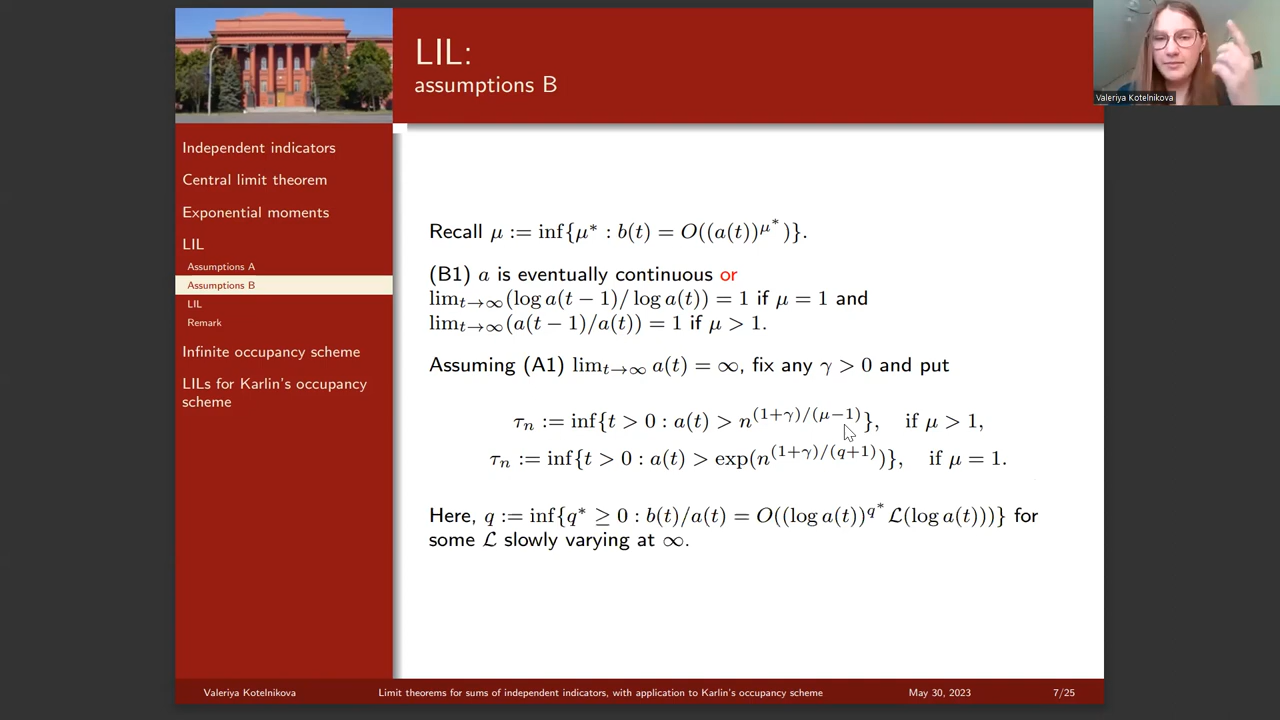 LIL:
assumptions B
Valeriya Kotelnikova
Independent indicators
Central limit theorem
Exponential moments
LIL
Assumptions A
Assumptions B
LIL
Remark
Infinite occupancy scheme
LILs for Karlin's occupancy
scheme
Recall μ := inf{μ* : b(t) = O((a(t))^{μ*})}.
(B1) a is eventually continuous or
lim_{t→∞}(log a(t − 1)/ log a(t)) = 1 if μ = 1 and
lim_{t→∞}(a(t − 1)/a(t)) = 1 if μ > 1.
Assuming (A1) lim_{t→∞} a(t) = ∞, fix any γ > 0 and put
τ_n := inf{t > 0 : a(t) > n^{(1+γ)/(μ−1)}}, if μ > 1,
τ_n := inf{t > 0 : a(t) > exp(n^{(1+γ)/(q+1)})}, if μ = 1.
Here, q := inf{q* ≥ 0 : b(t)/a(t) = O((log a(t))^{q*} ℒ(log a(t)))} for
some ℒ slowly varying at ∞.
Valeriya Kotelnikova Limit theorems for sums of independent indicators, with application to Karlin's occupancy scheme May 30, 2023 7/25